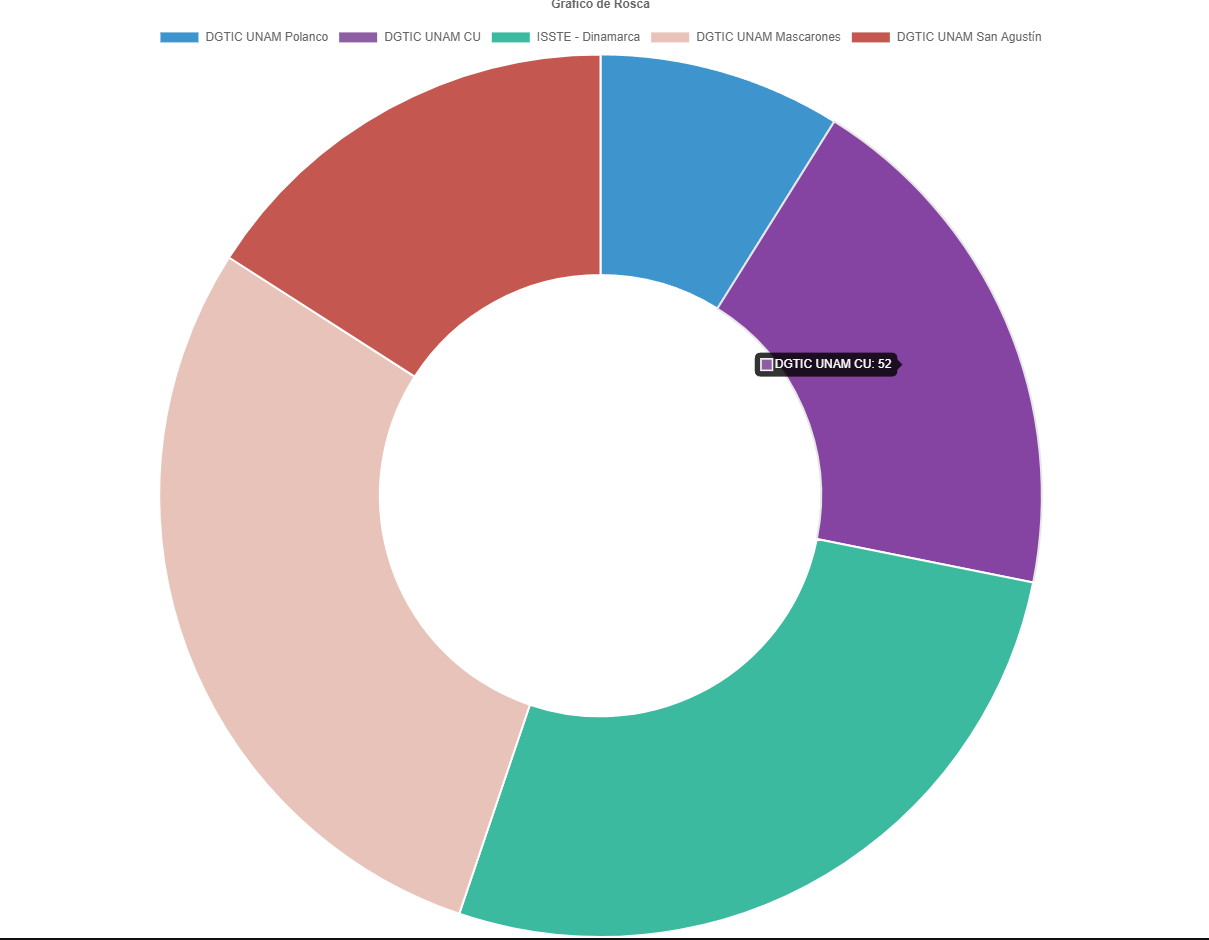 Gráfico de Rosca
DGTIC UNAM Polanco DGTIC UNAM CU ISSTE - Dinamarca DGTIC UNAM Mascarones DGTIC UNAM San Agustín
DGTIC UNAM CU: 52